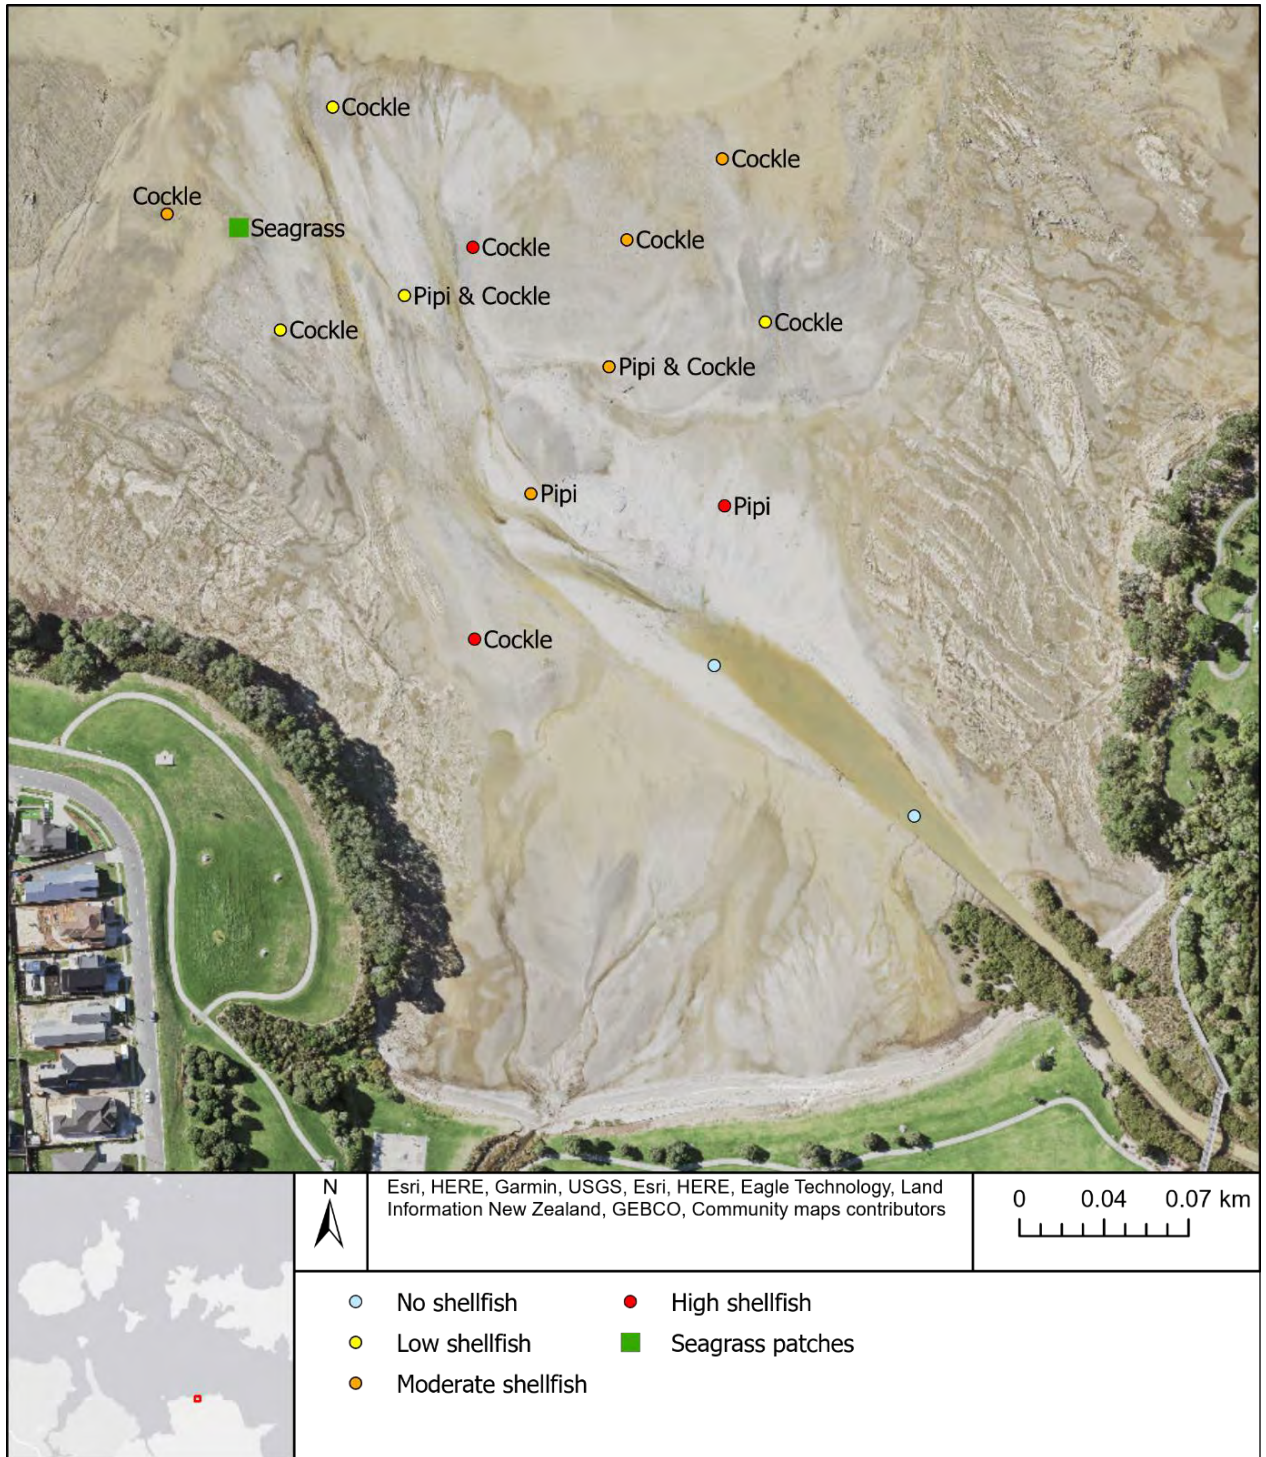 Cockle
Cockle
Cockle
Seagrass
Cockle
Cockle
Pipi & Cockle
Cockle
Cockle
Pipi & Cockle
Pipi
Pipi
Cockle
N
Esri, HERE, Garmin, USGS, Esri, HERE, Eagle Technology, Land
Information New Zealand, GEBCO, Community maps contributors
0 0.04 0.07 km
No shellfish
High shellfish
Low shellfish
Seagrass patches
Moderate shellfish